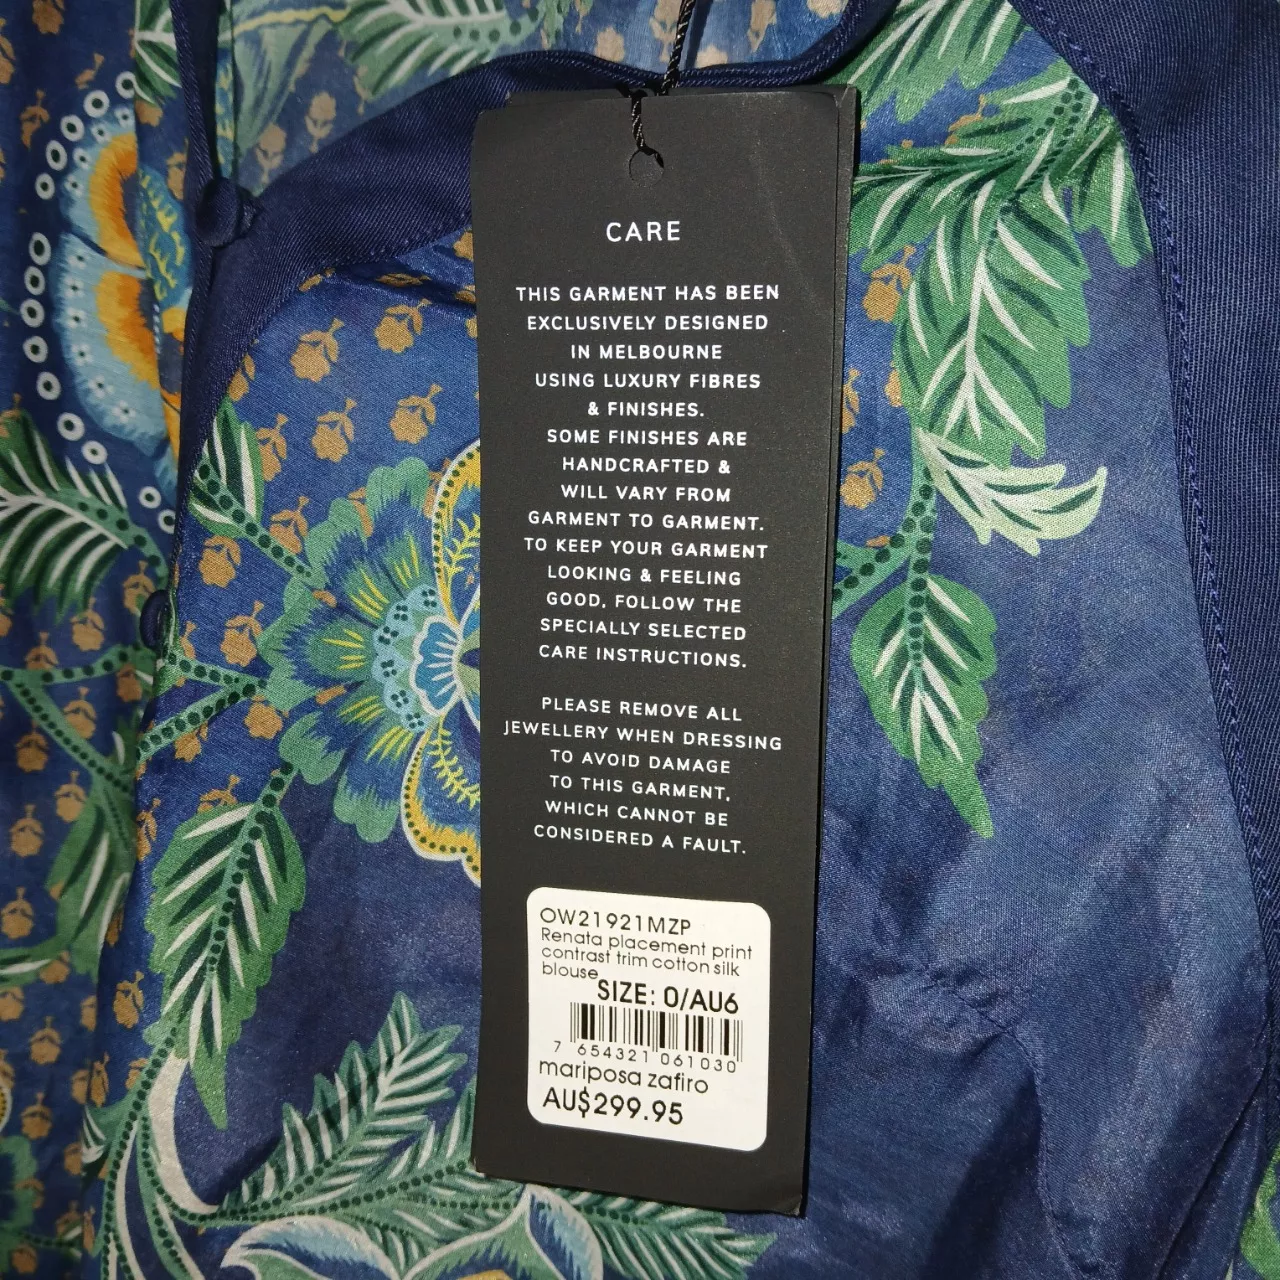 CARE
THIS GARMENT HAS BEEN
EXCLUSIVELY DESIGNED
IN MELBOURNE
USING LUXURY FIBRES
& FINISHES.
SOME FINISHES ARE
HANDCRAFTED &
WILL VARY FROM
GARMENT TO GARMENT.
TO KEEP YOUR GARMENT
LOOKING & FEELING
GOOD, FOLLOW THE
SPECIALLY SELECTED
CARE INSTRUCTIONS.
PLEASE REMOVE ALL
JEWELLERY WHEN DRESSING
TO AVOID DAMAGE
TO THIS GARMENT,
WHICH CANNOT BE
CONSIDERED A FAULT.
OW21921MZP
Renata placement print
contrast trim cotton silk
blouse
SIZE: 0/AU6
7 654321 061030
mariposa zafiro
AU$299.95